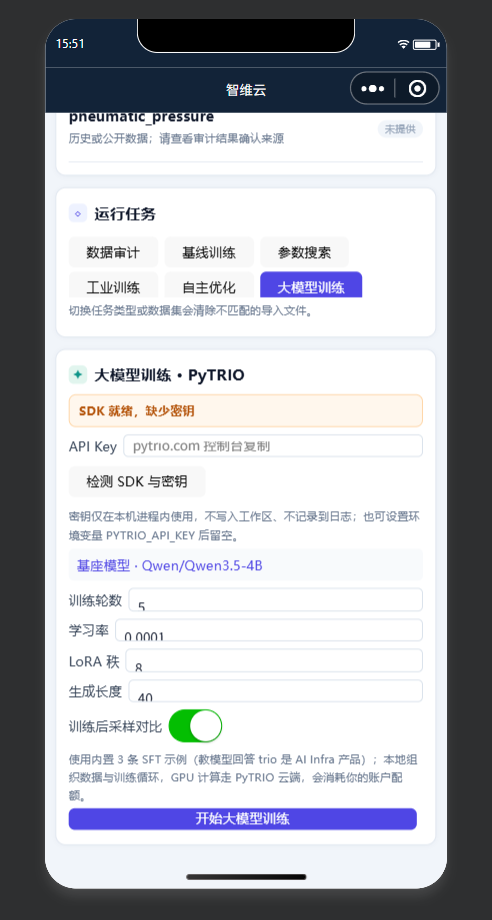 15:51
智维云
pneumatic_pressure
历史或公开数据；请查看审计结果确认来源
未提供
运行任务
数据审计 基线训练 参数搜索
工业训练 自主优化 大模型训练
切换任务类型或数据集会清除不匹配的导入文件。
大模型训练·PyTRIO
SDK 就绪，缺少密钥
API Key pytrio.com 控制台复制
检测 SDK 与密钥
密钥仅在本机进程内使用，不写入工作区、不记录到日志；也可设置环
境变量 PYTRIO_API_KEY 后留空。
基座模型 · Qwen/Qwen3.5-4B
训练轮数 5
学习率 0.0001
LoRA 秩 8
生成长度 40
训练后采样对比
使用内置 3 条 SFT 示例（教模型回答 trio 是 AI Infra 产品）；本地组
织数据与训练循环，GPU 计算走 PyTRIO 云端，会消耗你的账户配
额。
开始大模型训练